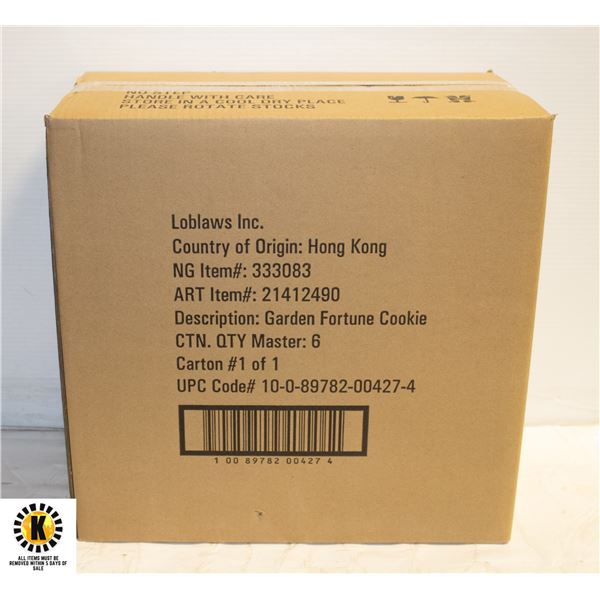 NO STEP
HANDLE WITH CARE
STORE IN A COOL DRY PLACE
PLEASE ROTATE STOCKS
Loblaws Inc.
Country of Origin: Hong Kong
NG Item#: 333083
ART Item#: 21412490
Description: Garden Fortune Cookie
CTN. QTY Master: 6
Carton #1 of 1
UPC Code# 10-0-89782-00427-4
1 00 89782 00427 4
K
ALL ITEMS MUST BE
REMOVED WITHIN 5 DAYS OF
SALE